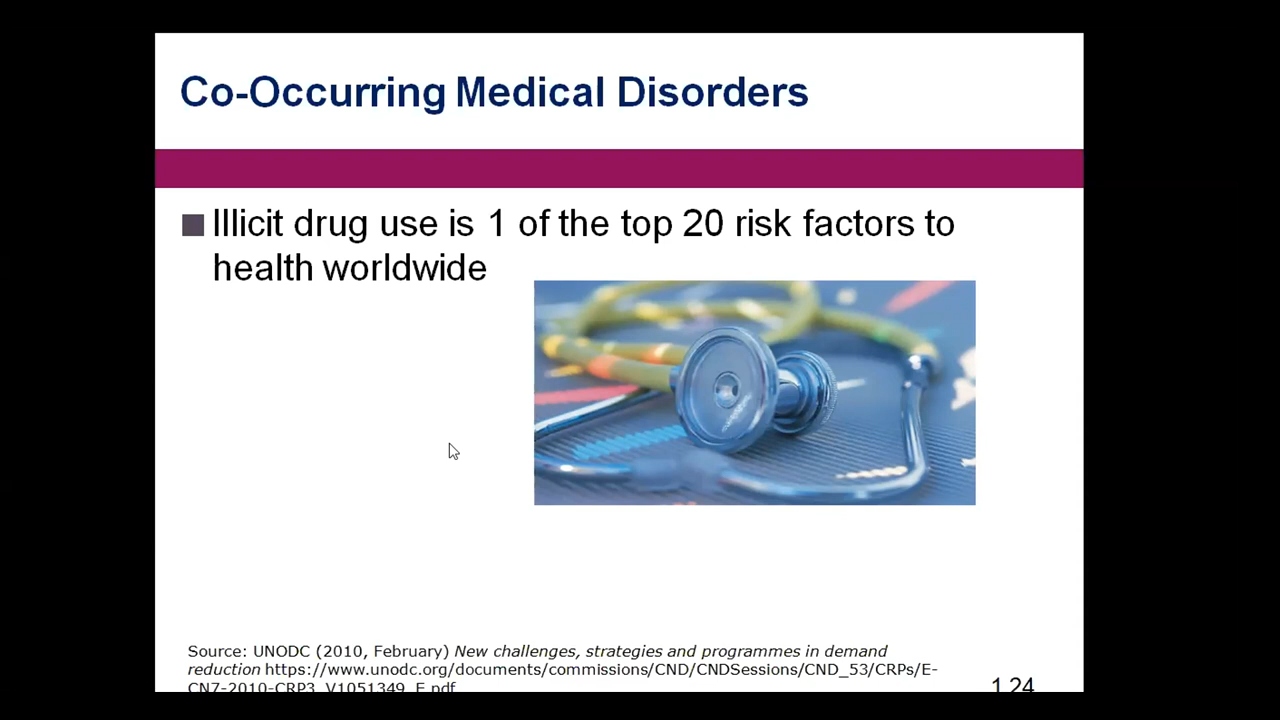 Co-Occurring Medical Disorders
Illicit drug use is 1 of the top 20 risk factors to
health worldwide
Source: UNODC (2010, February) New challenges, strategies and programmes in demand
reduction https://www.unodc.org/documents/commissions/CND/CNDSessions/CND_53/CRPs/E-
CN7-2010-CRP3_V1051349_E.pdf
1.24